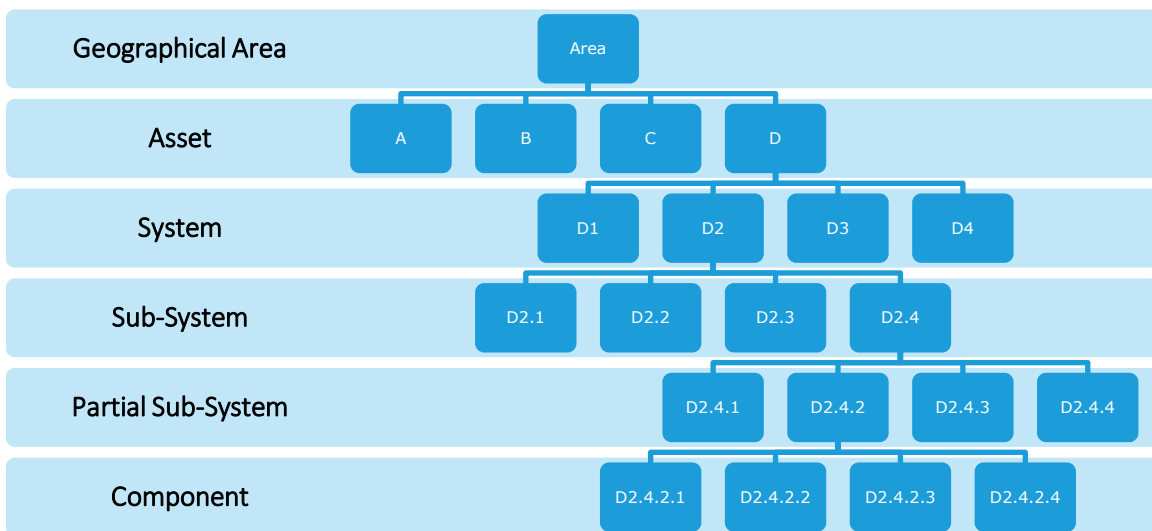 Geographical Area
Area
Asset
A B C D
System
D1 D2 D3 D4
Sub-System
D2.1 D2.2 D2.3 D2.4
Partial Sub-System
D2.4.1 D2.4.2 D2.4.3 D2.4.4
Component
D2.4.2.1 D2.4.2.2 D2.4.2.3 D2.4.2.4